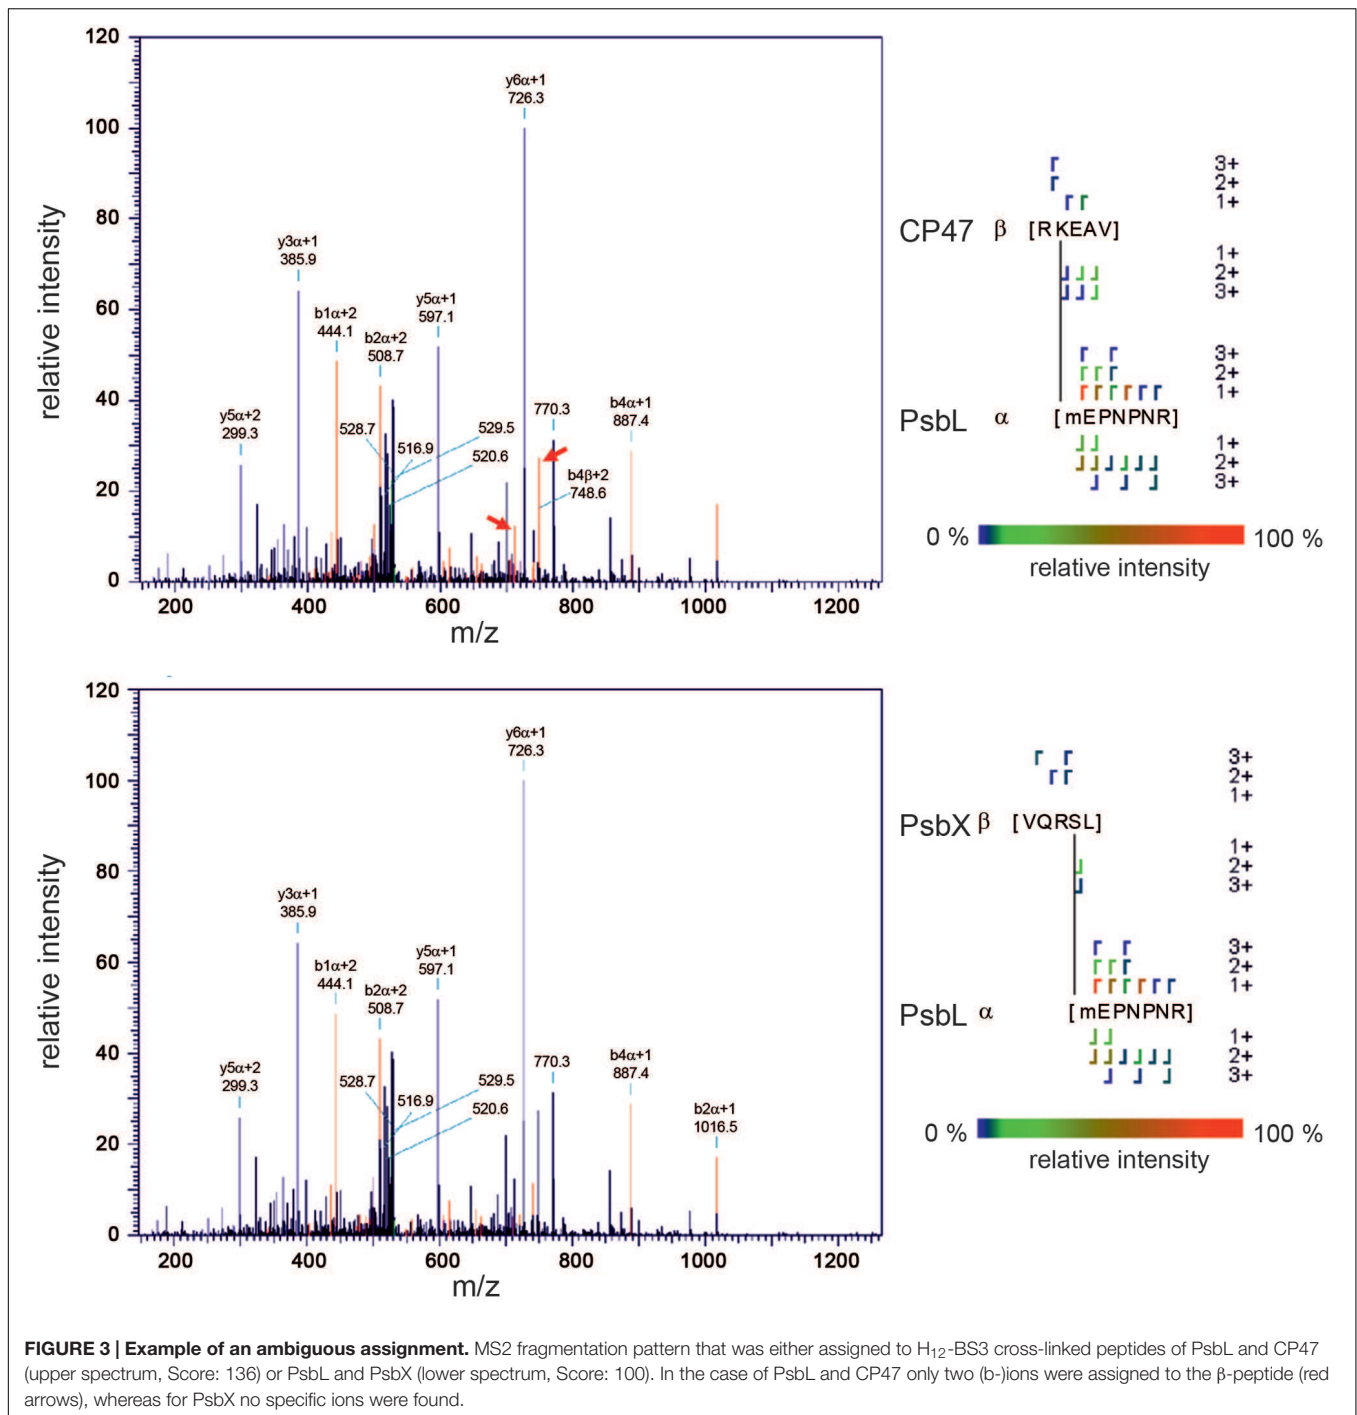 120
100
80
60
40
20
0
relative intensity
y6α+1
726.3
y3α+1
385.9
b1α+2
444.1
b2α+2
508.7
y5α+1
597.1
y5α+2
299.3
528.7
516.9
529.5
520.6
770.3
b4α+1
887.4
b4β+2
748.6
200 400 600 800 1000 1200
m/z
3+
2+
1+
CP47 β [RKEAV]
1+
2+
3+
3+
2+
1+
PsbL α [mEPNPNR]
1+
2+
3+
0 % 100 %
relative intensity
120
100
80
60
40
20
0
relative intensity
y6α+1
726.3
y3α+1
385.9
b1α+2
444.1
b2α+2
508.7
y5α+1
597.1
y5α+2
299.3
528.7
516.9
529.5
520.6
770.3
b4α+1
887.4
b2α+1
1016.5
200 400 600 800 1000 1200
m/z
3+
2+
1+
PsbX β [VQRSL]
1+
2+
3+
3+
2+
1+
PsbL α [mEPNPNR]
1+
2+
3+
0 % 100 %
relative intensity
FIGURE 3 | Example of an ambiguous assignment. MS2 fragmentation pattern that was either assigned to H₁₂-BS3 cross-linked peptides of PsbL and CP47
(upper spectrum, Score: 136) or PsbL and PsbX (lower spectrum, Score: 100). In the case of PsbL and CP47 only two (b-)ions were assigned to the β-peptide (red
arrows), whereas for PsbX no specific ions were found.